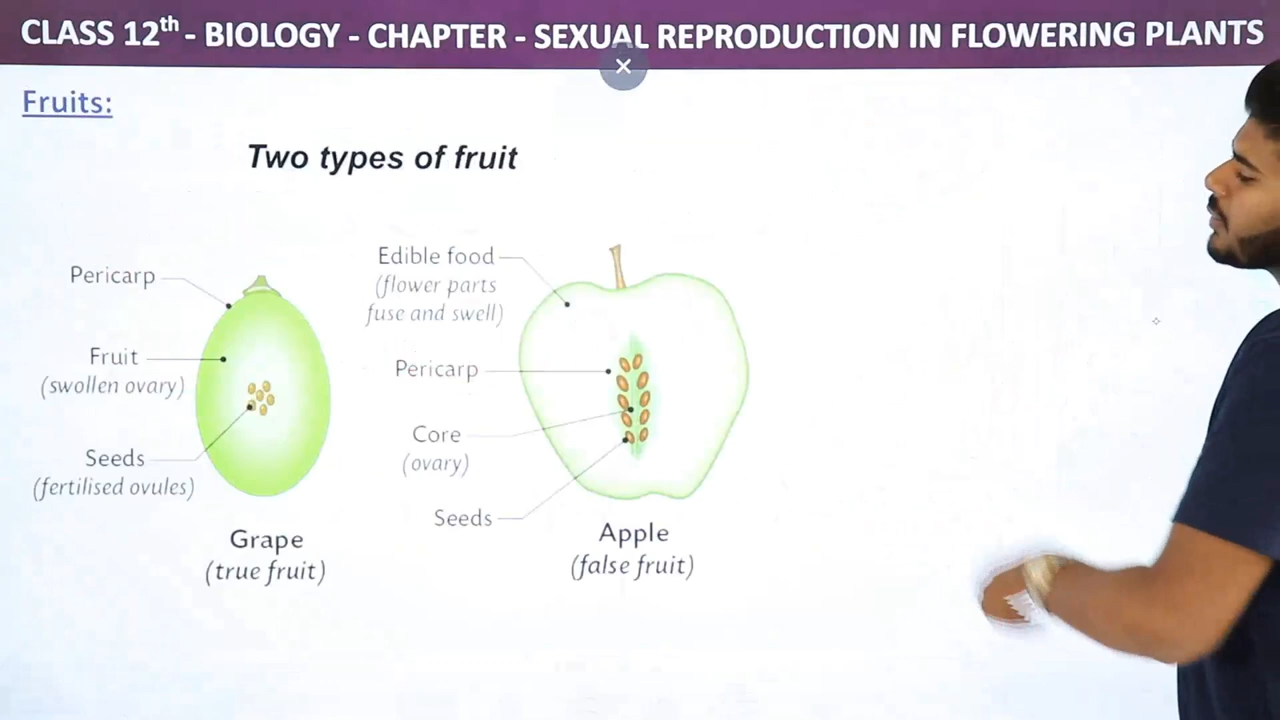 CLASS 12th - BIOLOGY - CHAPTER - SEXUAL REPRODUCTION IN FLOWERING PLANTS
Fruits:
Two types of fruit
Pericarp
Fruit
(swollen ovary)
Seeds
(fertilised ovules)
Grape
(true fruit)
Edible food
(flower parts
fuse and swell)
Pericarp
Core
(ovary)
Seeds
Apple
(false fruit)